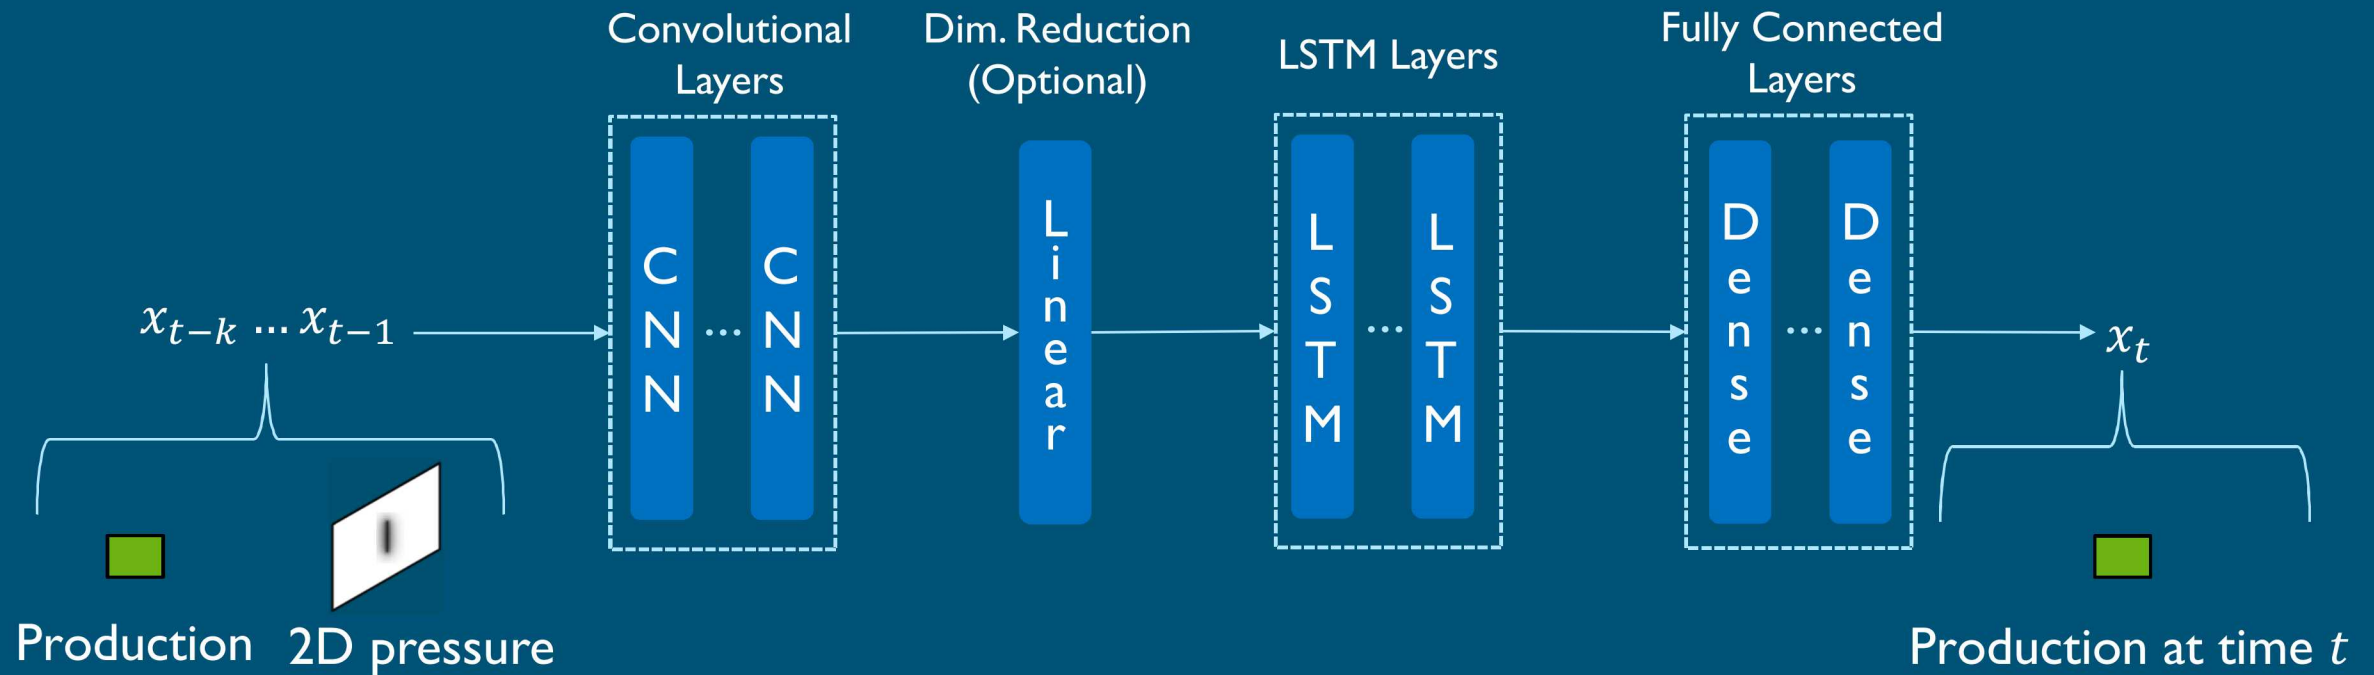 Convolutional
Layers
Dim. Reduction
(Optional)
LSTM Layers
Fully Connected
Layers
CNN
...
CNN
Linear
LSTM
...
LSTM
Dense
...
Dense
x_{t-k} ... x_{t-1}
x_t
Production
2D pressure
Production at time t